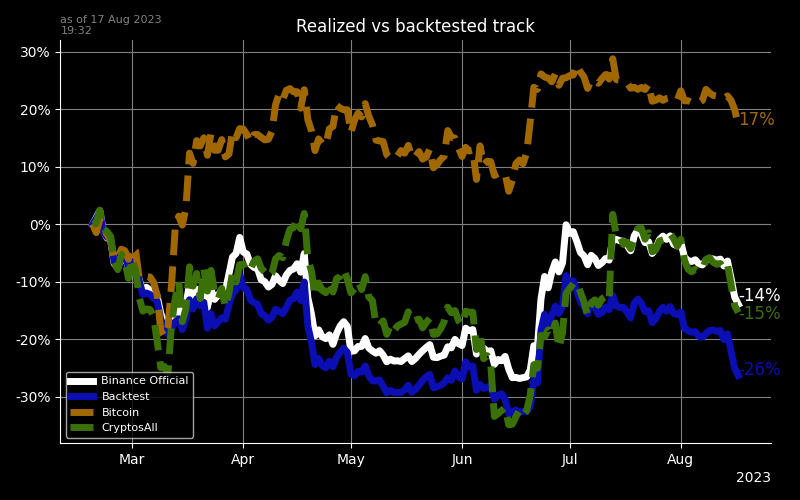 as of 17 Aug 2023
19:32
Realized vs backtested track
30%
20%
10%
0%
-10%
-20%
-30%
17%
-14%
-15%
-26%
Binance Official
Backtest
Bitcoin
CryptosAll
Mar
Apr
May
Jun
Jul
Aug
2023